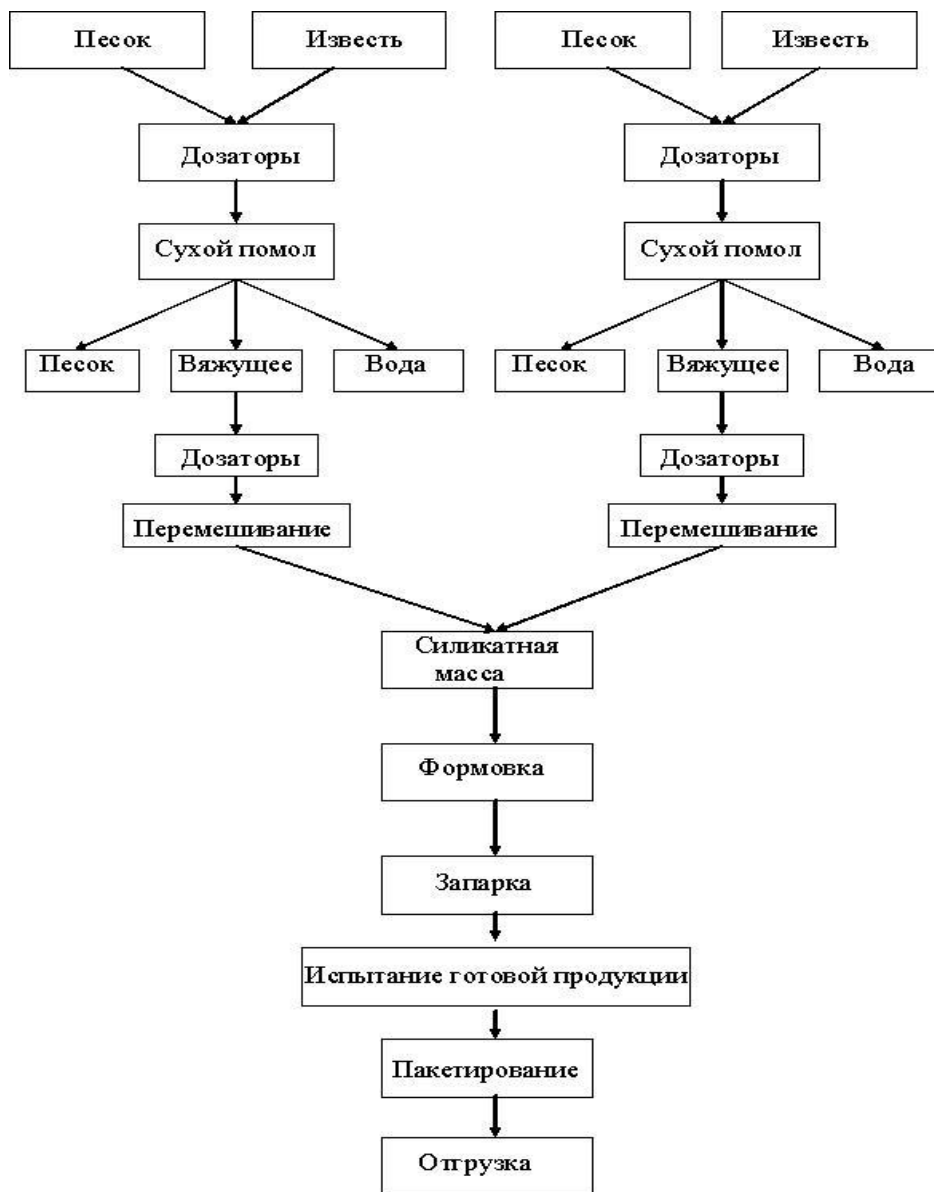 Песок
Известь
Песок
Известь
Дозаторы
Дозаторы
Сухой помол
Сухой помол
Песок
Вяжущее
Вода
Песок
Вяжущее
Вода
Дозаторы
Дозаторы
Перемешивание
Перемешивание
Силикатная
масса
Формовка
Запарка
Испытание готовой продукции
Пакетирование
Отгрузка